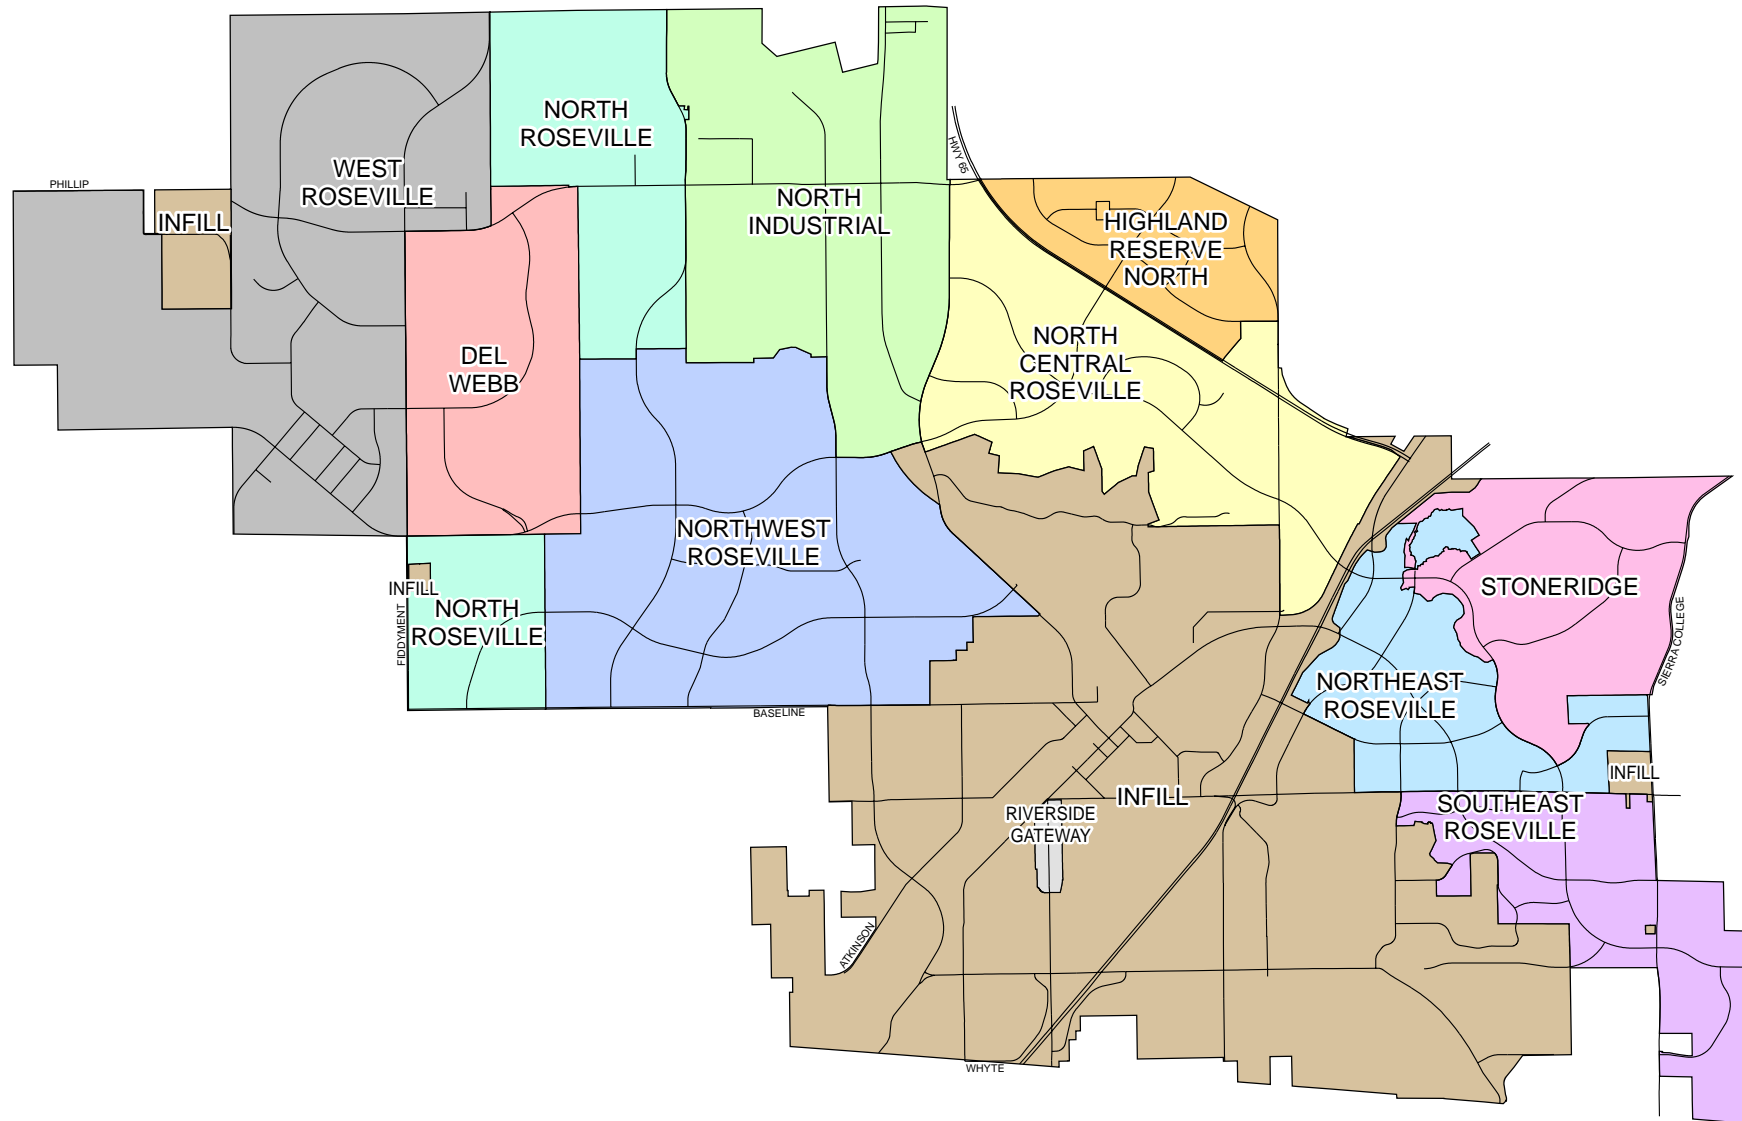 NORTH
ROSEVILLE
HWY 65
WEST
ROSEVILLE
PHILLIP
INFILL
NORTH
INDUSTRIAL
HIGHLAND
RESERVE
NORTH
DEL
WEBB
NORTH
CENTRAL
ROSEVILLE
NORTHWEST
ROSEVILLE
STONERIDGE
INFILL
NORTH
ROSEVILLE
FIDDYMENT
SIERRA COLLEGE
NORTHEAST
ROSEVILLE
BASELINE
INFILL
INFILL
RIVERSIDE
GATEWAY
SOUTHEAST
ROSEVILLE
ATKINSON
WHYTE